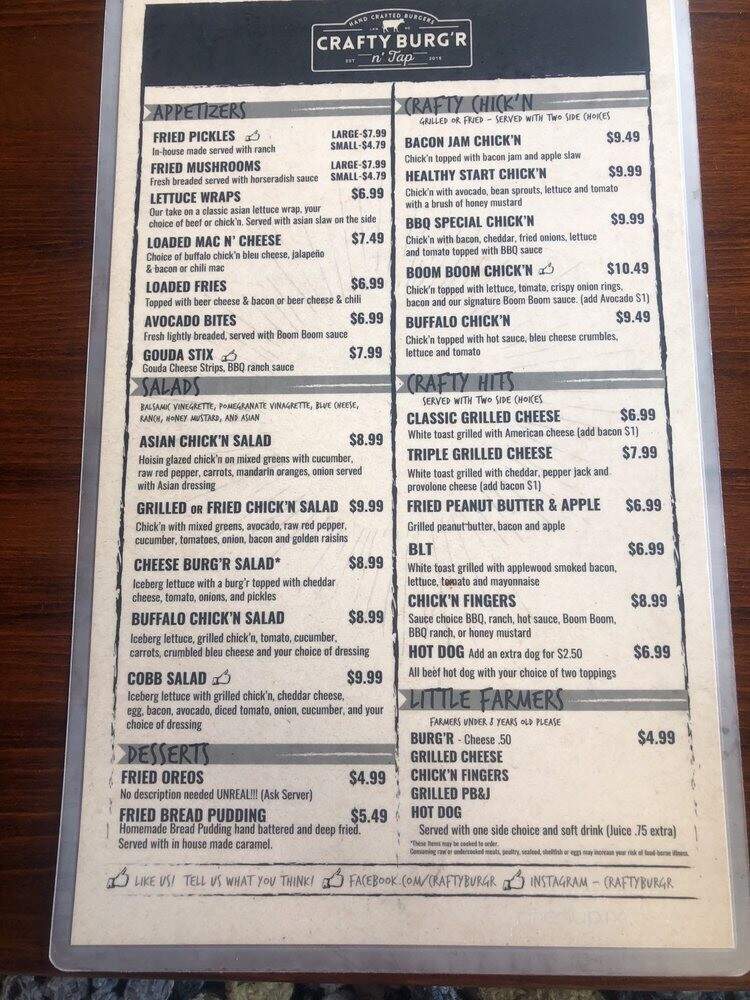 HAND CRAFTED BURGERS
CRAFTY BURG'R
EST n' Tap 2016
APPETIZERS
FRIED PICKLES LARGE-$7.99
In-house made served with ranch SMALL-$4.79
FRIED MUSHROOMS LARGE-$7.99
Fresh breaded served with horseradish sauce SMALL-$4.79
LETTUCE WRAPS $6.99
Our take on a classic asian lettuce wrap, your
choice of beef or chick'n. Served with asian slaw on the side
LOADED MAC N' CHEESE $7.49
Choice of buffalo chick'n bleu cheese, jalapeño
& bacon or chili mac
LOADED FRIES $6.99
Topped with beer cheese & bacon or beer cheese & chili
AVOCADO BITES $6.99
Fresh lightly breaded, served with Boom Boom sauce
GOUDA STIX $7.99
Gouda Cheese Strips, BBQ ranch sauce
SALADS
BALSAMIC VINEGRETTE, POMEGRANATE VINAGRETTE, BLUE CHEESE,
RANCH, HONEY MUSTARD, AND ASIAN
ASIAN CHICK'N SALAD $8.99
Hoisin glazed chick'n on mixed greens with cucumber,
raw red pepper, carrots, mandarin oranges, onion served
with Asian dressing
GRILLED OR FRIED CHICK'N SALAD $9.99
Chick'n with mixed greens, avocado, raw red pepper,
cucumber, tomatoes, onion, bacon and golden raisins
CHEESE BURG'R SALAD* $8.99
Iceberg lettuce with a burg'r topped with cheddar
cheese, tomato, onions, and pickles
BUFFALO CHICK'N SALAD $8.99
Iceberg lettuce, grilled chick'n, tomato, cucumber,
carrots, crumbled bleu cheese and your choice of dressing
COBB SALAD $9.99
Iceberg lettuce with grilled chick'n, cheddar cheese,
egg, bacon, avocado, diced tomato, onion, cucumber, and your
choice of dressing
DESSERTS
FRIED OREOS $4.99
No description needed UNREAL!!! (Ask Server)
FRIED BREAD PUDDING $5.49
Homemade Bread Pudding hand battered and deep fried.
Served with in house made caramel.
CRAFTY CHICK'N
GRILLED OR FRIED - SERVED WITH TWO SIDE CHOICES
BACON JAM CHICK'N $9.49
Chick'n topped with bacon jam and apple slaw
HEALTHY START CHICK'N $9.99
Chick'n with avocado, bean sprouts, lettuce and tomato
with a brush of honey mustard
BBQ SPECIAL CHICK'N $9.99
Chick'n with bacon, cheddar, fried onions, lettuce
and tomato topped with BBQ sauce
BOOM BOOM CHICK'N $10.49
Chick'n topped with lettuce, tomato, crispy onion rings,
bacon and our signature Boom Boom sauce. (add Avocado $1)
BUFFALO CHICK'N $9.49
Chick'n topped with hot sauce, bleu cheese crumbles,
lettuce and tomato
CRAFTY HITS
SERVED WITH TWO SIDE CHOICES
CLASSIC GRILLED CHEESE $6.99
White toast grilled with American cheese (add bacon $1)
TRIPLE GRILLED CHEESE $7.99
White toast grilled with cheddar, pepper jack and
provolone cheese (add bacon $1)
FRIED PEANUT BUTTER & APPLE $6.99
Grilled peanut butter, bacon and apple
BLT $6.99
White toast grilled with applewood smoked bacon,
lettuce, tomato and mayonnaise
CHICK'N FINGERS $8.99
Sauce choice BBQ, ranch, hot sauce, Boom Boom,
BBQ ranch, or honey mustard
HOT DOG Add an extra dog for $2.50 $6.99
All beef hot dog with your choice of two toppings
LITTLE FARMERS
FARMERS UNDER 8 YEARS OLD PLEASE
BURG'R - Cheese .50 $4.99
GRILLED CHEESE
CHICK'N FINGERS
GRILLED PB&J
HOT DOG
Served with one side choice and soft drink (Juice .75 extra)
*These items may be cooked to order.
Consuming raw or undercooked meats, poultry, seafood, shellfish or eggs may increase your risk of food-borne illness.
LIKE US! TELL US WHAT YOU THINK! FACEBOOK.COM/CRAFTYBURGR INSTAGRAM - CRAFTYBURGR